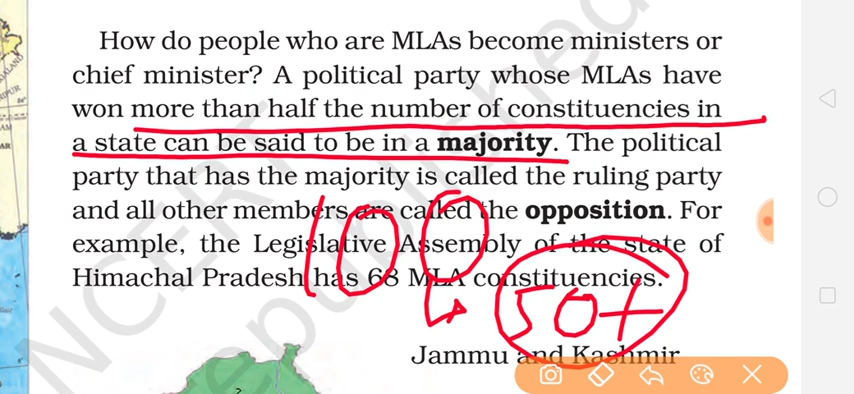 How do people who are MLAs become ministers or
chief minister? A political party whose MLAs have
won more than half the number of constituencies in
a state can be said to be in a majority. The political
party that has the majority is called the ruling party
and all other members are called the opposition. For
example, the Legislative Assembly of the state of
Himachal Pradesh has 68 MLA constituencies.
100
50+
Jammu and Kashmir
NCERT
republished
?